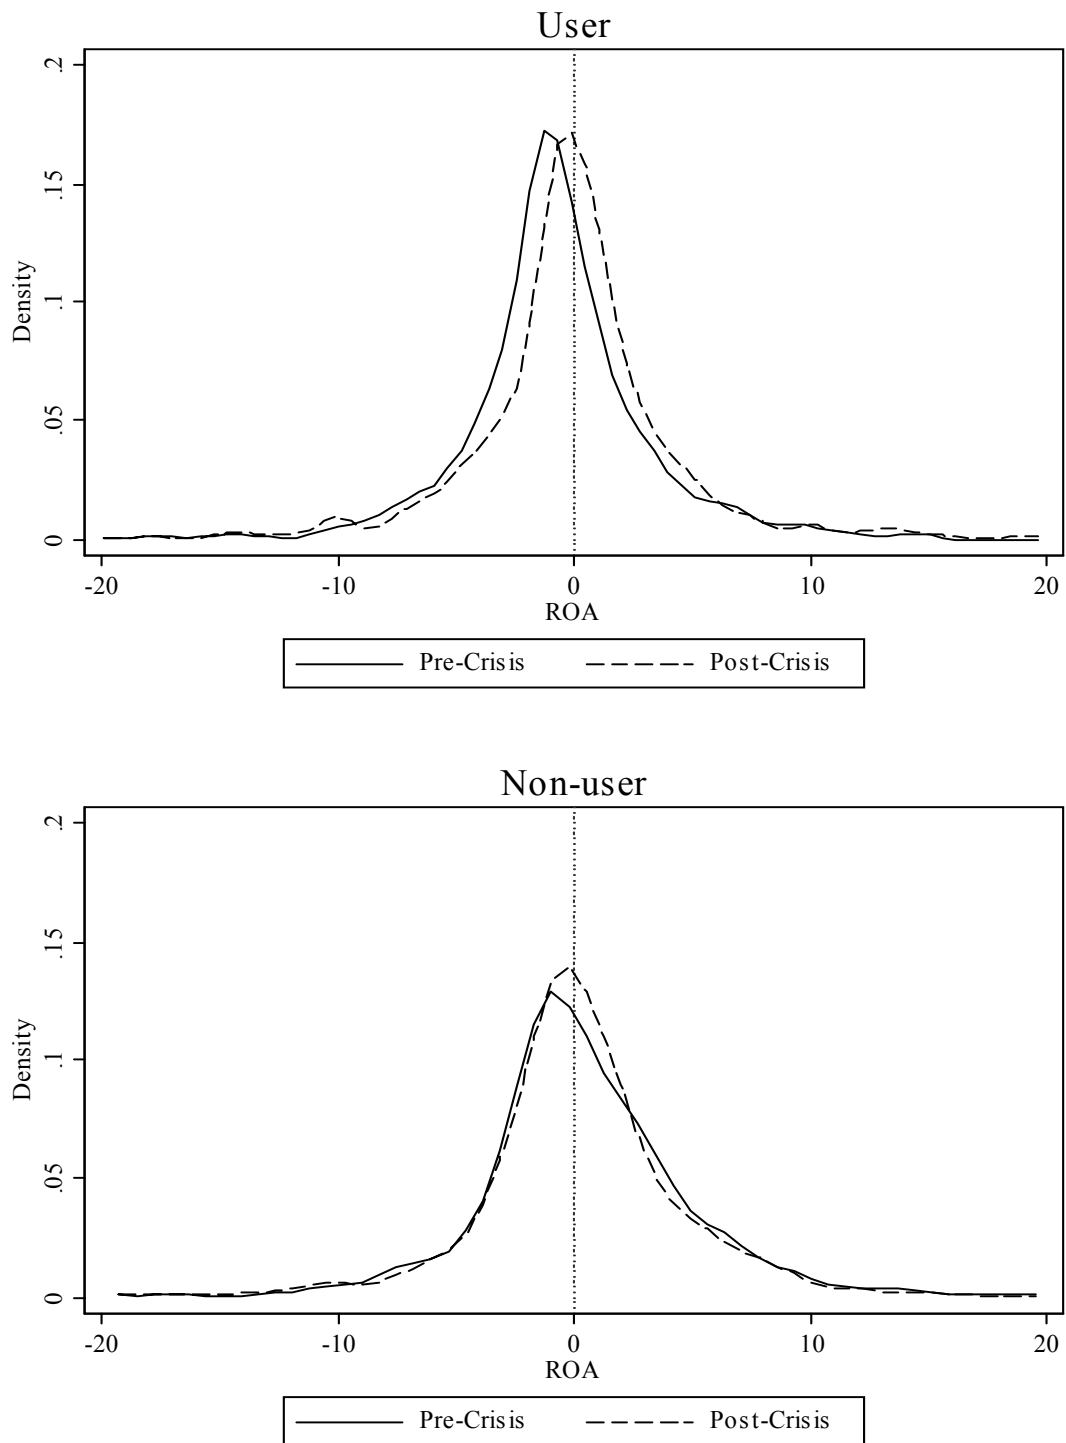 User
.2
.15
.1
.05
0
Density
-20 -10 0 10 20
ROA
Pre-Crisis Post-Crisis
Non-user
.2
.15
.1
.05
0
Density
-20 -10 0 10 20
ROA
Pre-Crisis Post-Crisis